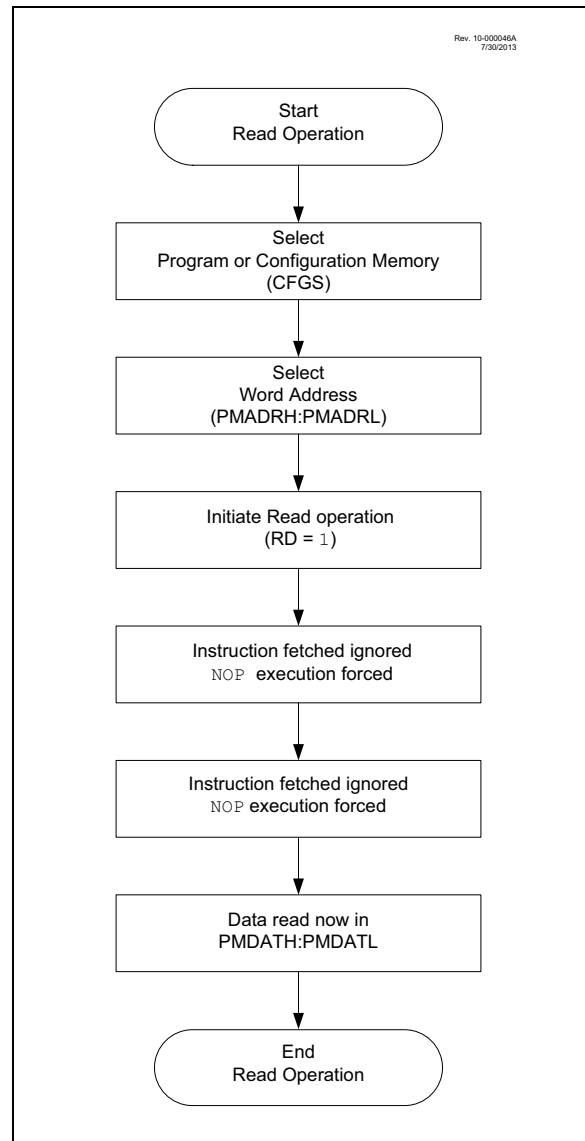 Rev. 10-000046A
7/30/2013
Start
Read Operation
Select
Program or Configuration Memory
(CFGS)
Select
Word Address
(PMADRH:PMADRL)
Initiate Read operation
(RD = 1)
Instruction fetched ignored
NOP execution forced
Instruction fetched ignored
NOP execution forced
Data read now in
PMDATH:PMDATL
End
Read Operation